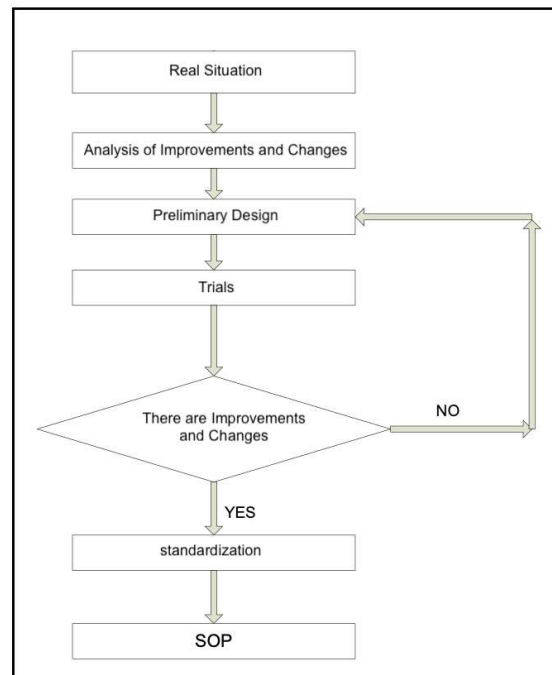 Real Situation
Analysis of Improvements and Changes
Preliminary Design
Trials
There are Improvements
and Changes
NO
YES
standardization
SOP